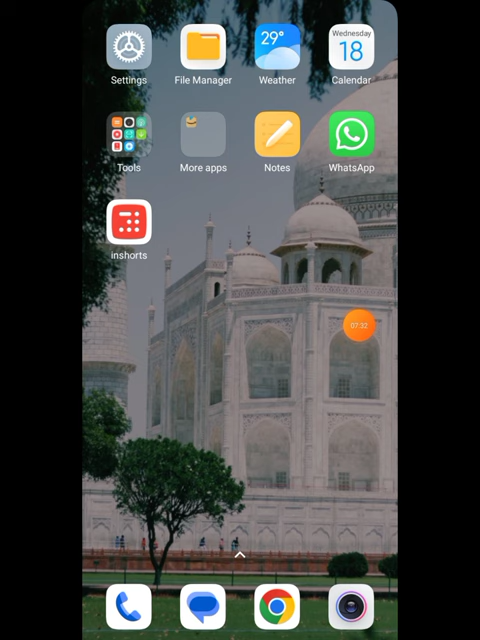 29°
Wednesday
18
Settings
File Manager
Weather
Calendar
Tools
More apps
Notes
WhatsApp
inshorts
07:32